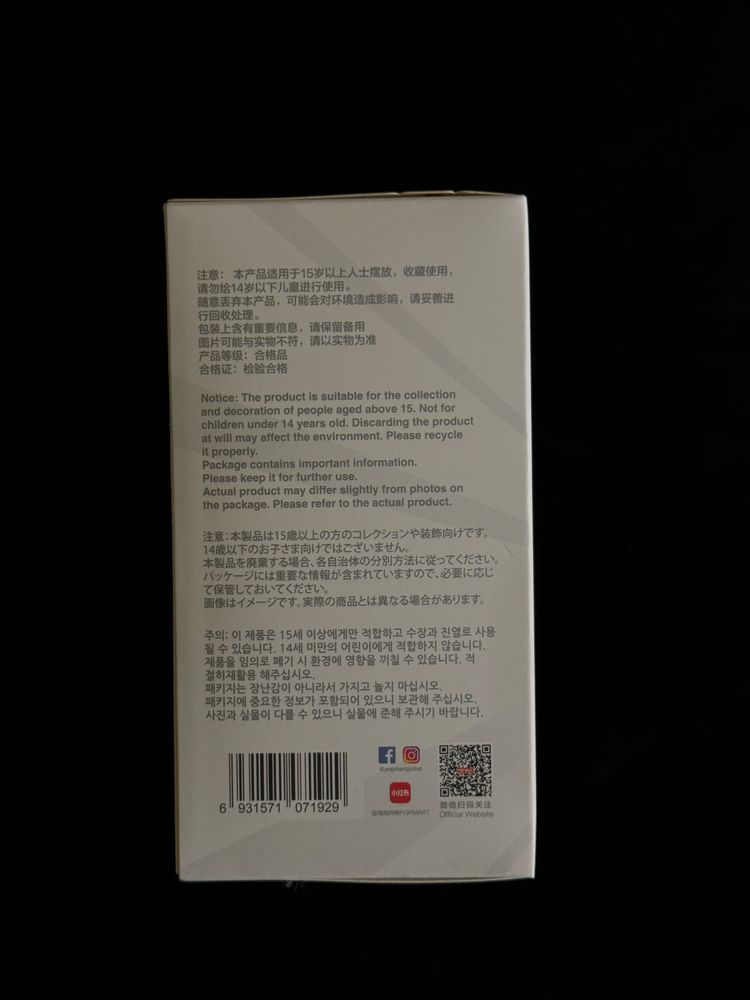 注意： 本产品适用于15岁以上人士摆放，收藏使用，
请勿给14岁以下儿童进行使用。
随意丢弃本产品，可能会对环境造成影响，请妥善进
行回收处理。
包装上含有重要信息，请保留备用
图片可能与实物不符，请以实物为准
产品等级：合格品
合格证：检验合格
Notice: The product is suitable for the collection
and decoration of people aged above 15. Not for
children under 14 years old. Discarding the product
at will may affect the environment. Please recycle
it properly.
Package contains important information.
Please keep it for further use.
Actual product may differ slightly from photos on
the package. Please refer to the actual product.
注意:本製品は15歳以上の方のコレクションや装飾向けです。
14歳以下のお子さま向けではございません。
本製品を廃棄する場合、各自治体の分別方法に従ってください。
パッケージには重要な情報が含まれていますので、必要に応じ
て保管しておいてください。
画像はイメージです。実際の商品とは異なる場合があります。
주의: 이 제품은 15세 이상에게만 적합하고 수장과 진열로 사용
될 수 있습니다. 14세 미만의 어린이에게 적합하지 않습니다.
제품을 임의로 폐기 시 환경에 영향을 끼칠 수 있습니다. 적
절히재활용 해주십시오.
패키지는 장난감이 아니라서 가지고 놀지 마십시오.
패키지에 중요한 정보가 포함되어 있으니 보관해 주십시오.
사진과 실물이 다를 수 있으니 실물에 준해 주시기 바랍니다.
6 931571 071929
@popmartglobal
小红书
POPMART
微信扫码关注
Official Website